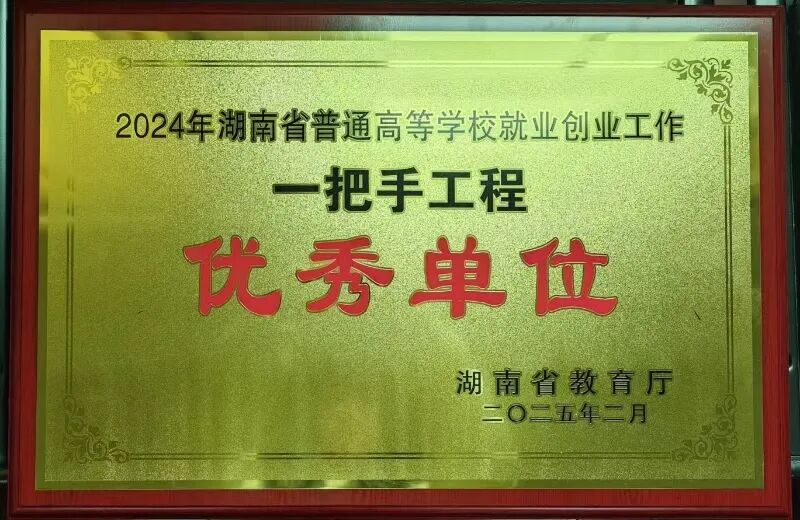 2024年湖南省普通高等学校就业创业工作
一把手工程
优秀单位
湖南省教育厅
二〇二五年二月